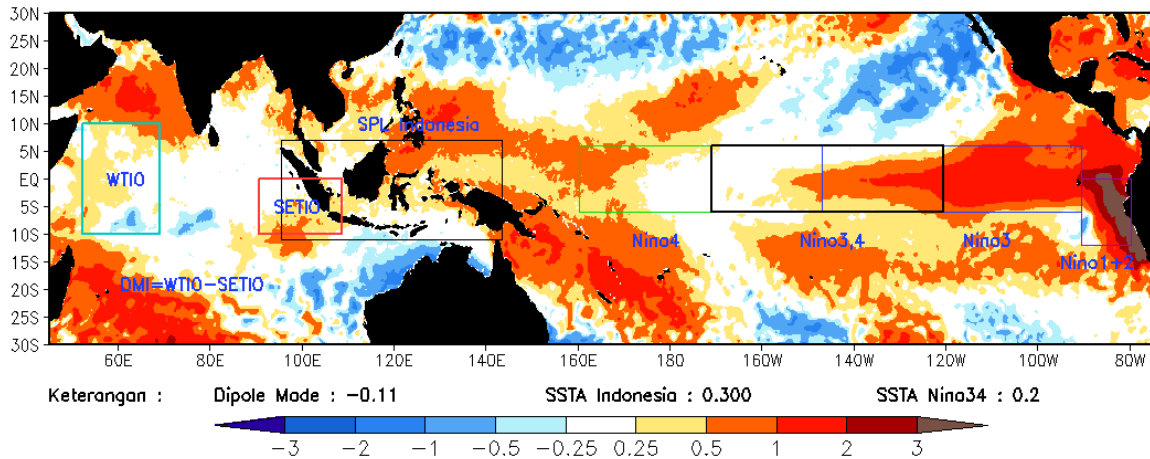 30N
25N
20N
15N
10N
5N
EQ
5S
10S
15S
20S
25S
30S
SPL Indonesia
WTIO
SETIO
Nino4
Nino3,4
Nino3
Nino1+2
DMI=WTIO-SETIO
60E 80E 100E 120E 140E 160E 180 160W 140W 120W 100W 80W
Keterangan : Dipole Mode : -0.11 SSTA Indonesia : 0.300 SSTA Nino34 : 0.2
-3 -2 -1 -0.5 -0.25 0.25 0.5 1 2 3